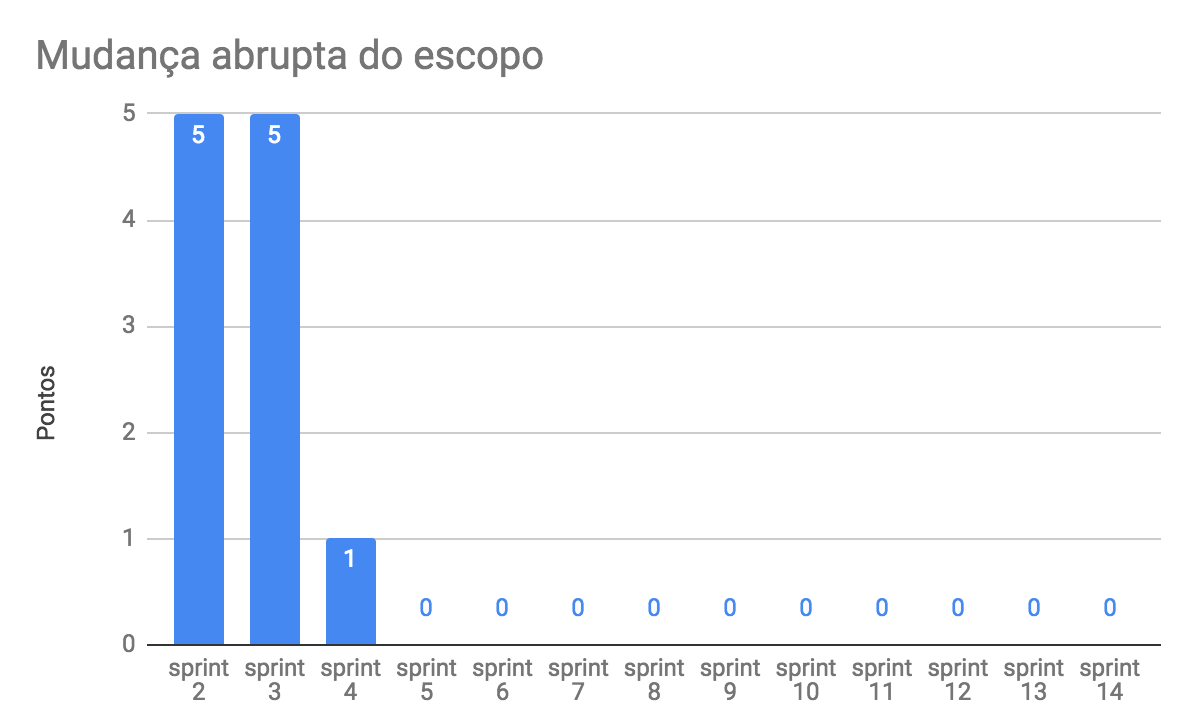 Mudança abrupta do escopo
Pontos
5
4
3
2
1
0
5
5
1
0
0
0
0
0
0
0
0
0
0
sprint 2
sprint 3
sprint 4
sprint 5
sprint 6
sprint 7
sprint 8
sprint 9
sprint 10
sprint 11
sprint 12
sprint 13
sprint 14